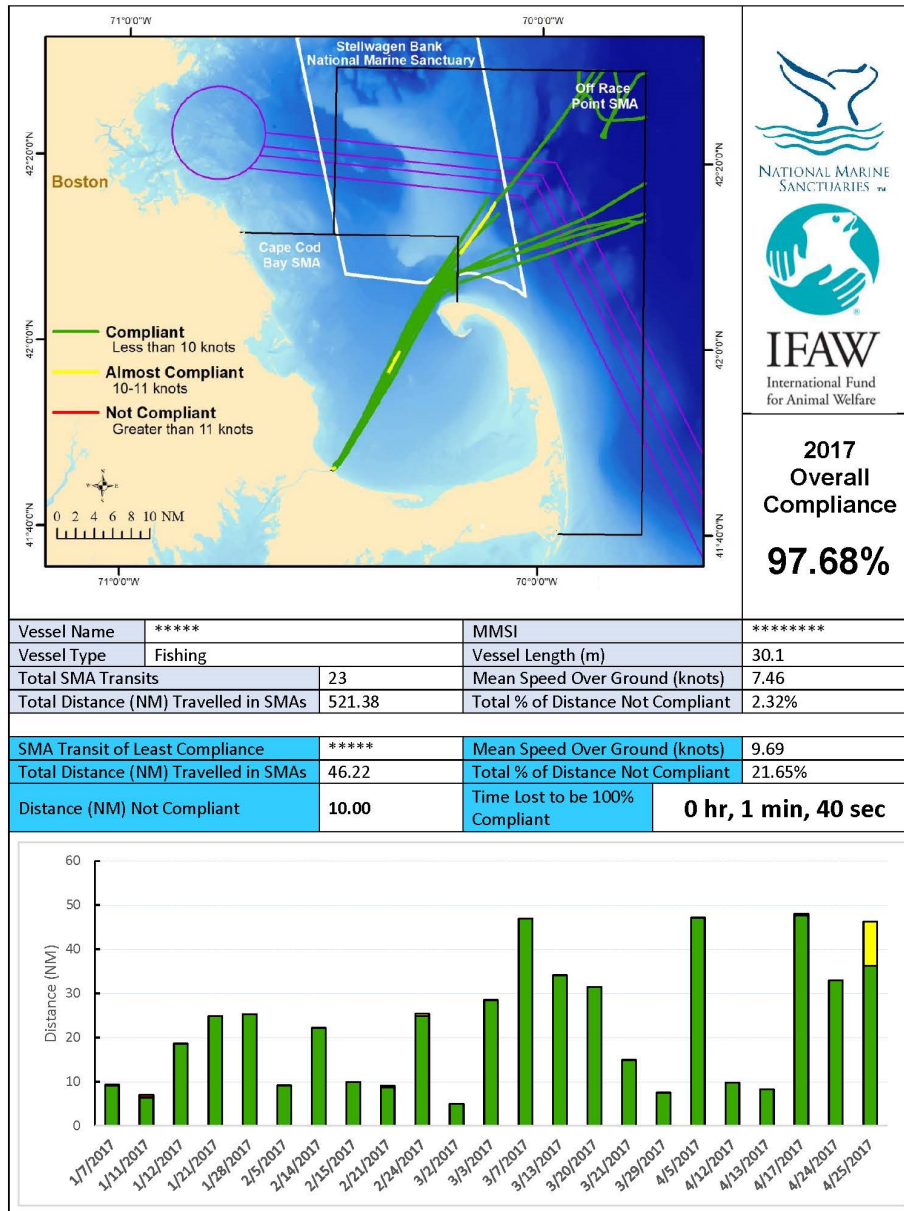 71°0'0"W
70°0'0"W
Stellwagen Bank
National Marine Sanctuary
Off Race
Point SMA
42°20'0"N
42°20'0"N
Boston
Cape Cod
Bay SMA
Compliant
Less than 10 knots
Almost Compliant
10-11 knots
Not Compliant
Greater than 11 knots
42°0'0"N
42°0'0"N
N
W
E
S
0 2 4 6 8 10 NM
41°40'0"N
41°40'0"N
71°0'0"W
70°0'0"W
NATIONAL MARINE
SANCTUARIES TM
®
IFAW
International Fund
for Animal Welfare
2017
Overall
Compliance
97.68%
Vessel Name ***** MMSI ********
Vessel Type Fishing Vessel Length (m) 30.1
Total SMA Transits 23 Mean Speed Over Ground (knots) 7.46
Total Distance (NM) Travelled in SMAs 521.38 Total % of Distance Not Compliant 2.32%
SMA Transit of Least Compliance ***** Mean Speed Over Ground (knots) 9.69
Total Distance (NM) Travelled in SMAs 46.22 Total % of Distance Not Compliant 21.65%
Distance (NM) Not Compliant 10.00 Time Lost to be 100%
Compliant 0 hr, 1 min, 40 sec
Distance (NM)
60
50
40
30
20
10
0
1/7/2017 1/11/2017 1/12/2017 1/21/2017 1/28/2017 2/5/2017 2/14/2017 2/15/2017 2/21/2017 2/24/2017 3/2/2017 3/3/2017 3/7/2017 3/13/2017 3/20/2017 3/21/2017 3/29/2017 4/5/2017 4/12/2017 4/13/2017 4/17/2017 4/24/2017 4/25/2017